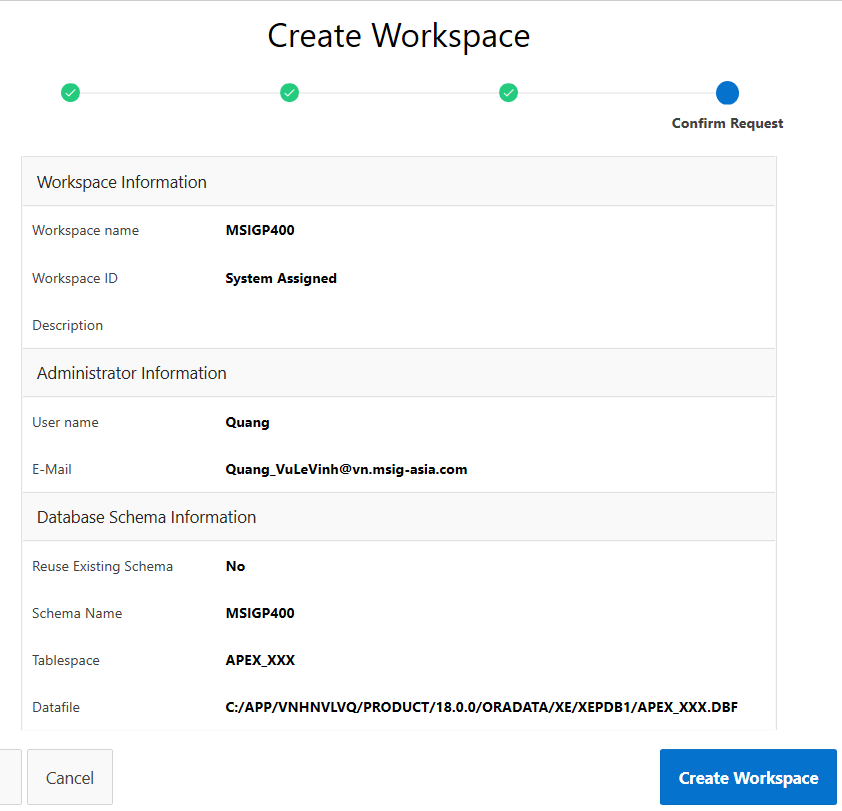 Create Workspace
Confirm Request
Workspace Information
Workspace name MSIGP400
Workspace ID System Assigned
Description
Administrator Information
User name Quang
E-Mail Quang_VuLeVinh@vn.msig-asia.com
Database Schema Information
Reuse Existing Schema No
Schema Name MSIGP400
Tablespace APEX_XXX
Datafile C:/APP/VNHNVLVQ/PRODUCT/18.0.0/ORADATA/XE/XEPDB1/APEX_XXX.DBF
Cancel Create Workspace